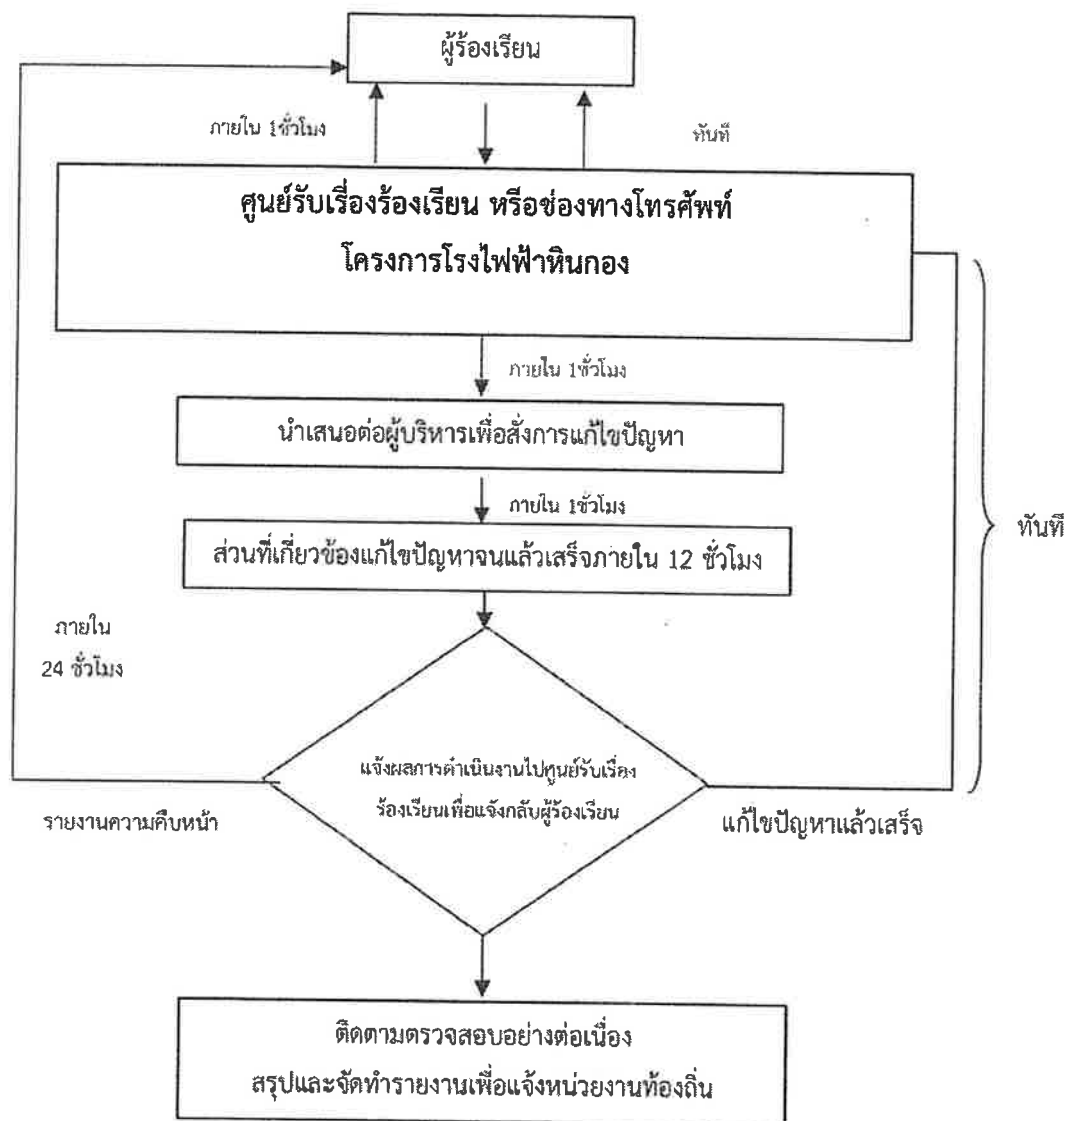 ผู้ร้องเรียน
ภายใน 1ชั่วโมง
ทันที
ศูนย์รับเรื่องร้องเรียน หรือช่องทางโทรศัพท์
โครงการโรงไฟฟ้าหินกอง
ภายใน 1ชั่วโมง
นำเสนอต่อผู้บริหารเพื่อสั่งการแก้ไขปัญหา
ภายใน 1ชั่วโมง
ส่วนที่เกี่ยวข้องแก้ไขปัญหาจนแล้วเสร็จภายใน 12 ชั่วโมง
ทันที
ภายใน
24 ชั่วโมง
แจ้งผลการดำเนินงานไปศูนย์รับเรื่อง
ร้องเรียนเพื่อแจ้งกลับผู้ร้องเรียน
รายงานความคืบหน้า
แก้ไขปัญหาแล้วเสร็จ
ติดตามตรวจสอบอย่างต่อเนื่อง
สรุปและจัดทำรายงานเพื่อแจ้งหน่วยงานท้องถิ่น